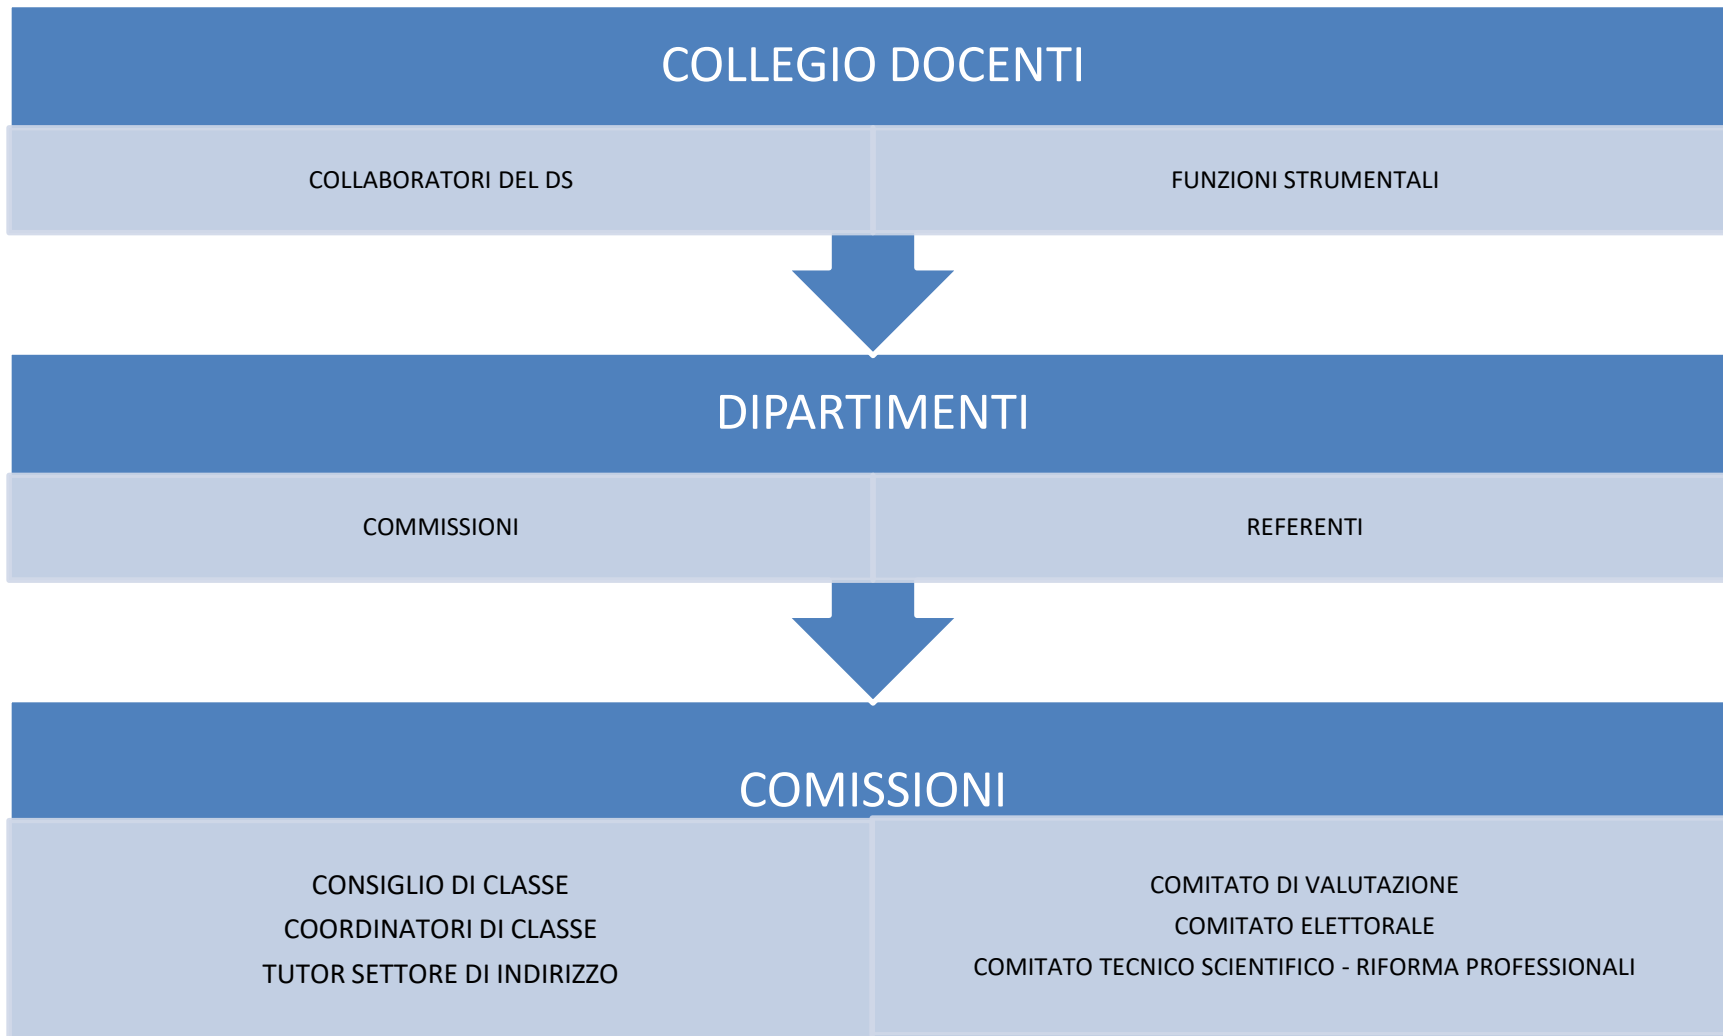 COLLEGIO DOCENTI
COLLABORATORI DEL DS
FUNZIONI STRUMENTALI
DIPARTIMENTI
COMMISSIONI
REFERENTI
COMISSIONI
CONSIGLIO DI CLASSE
COORDINATORI DI CLASSE
TUTOR SETTORE DI INDIRIZZO
COMITATO DI VALUTAZIONE
COMITATO ELETTORALE
COMITATO TECNICO SCIENTIFICO - RIFORMA PROFESSIONALI